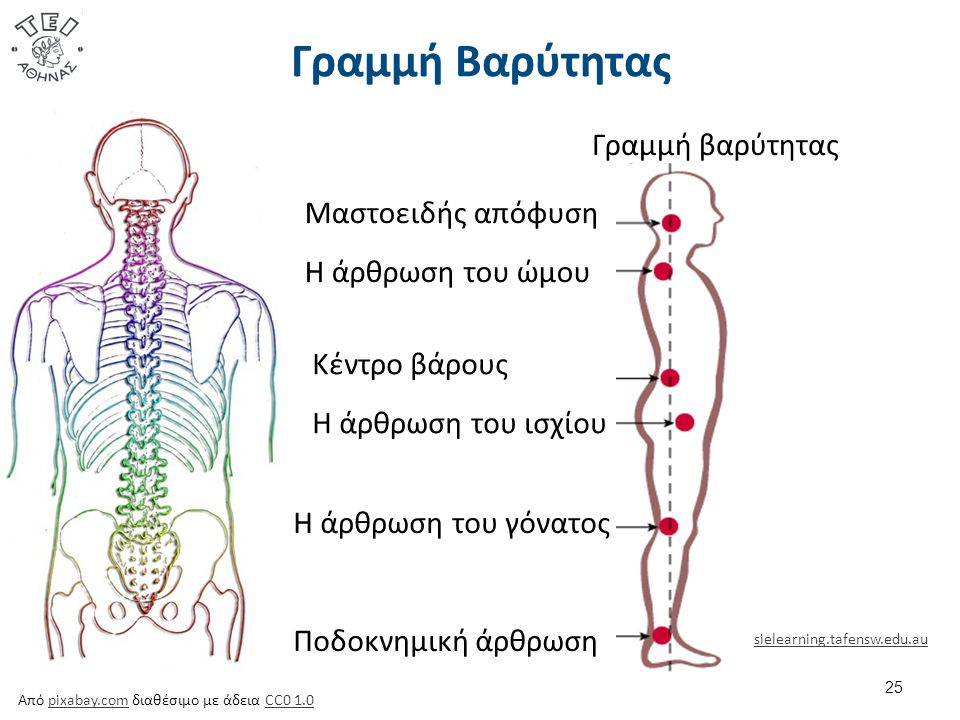 ΤΕΙ
ΑΘΗΝΑΣ
Γραμμή Βαρύτητας
Γραμμή βαρύτητας
Μαστοειδής απόφυση
Η άρθρωση του ώμου
Κέντρο βάρους
Η άρθρωση του ισχίου
Η άρθρωση του γόνατος
Ποδοκνημική άρθρωση
sielearning.tafensw.edu.au
25
Από pixabay.com διαθέσιμο με άδεια CC0 1.0